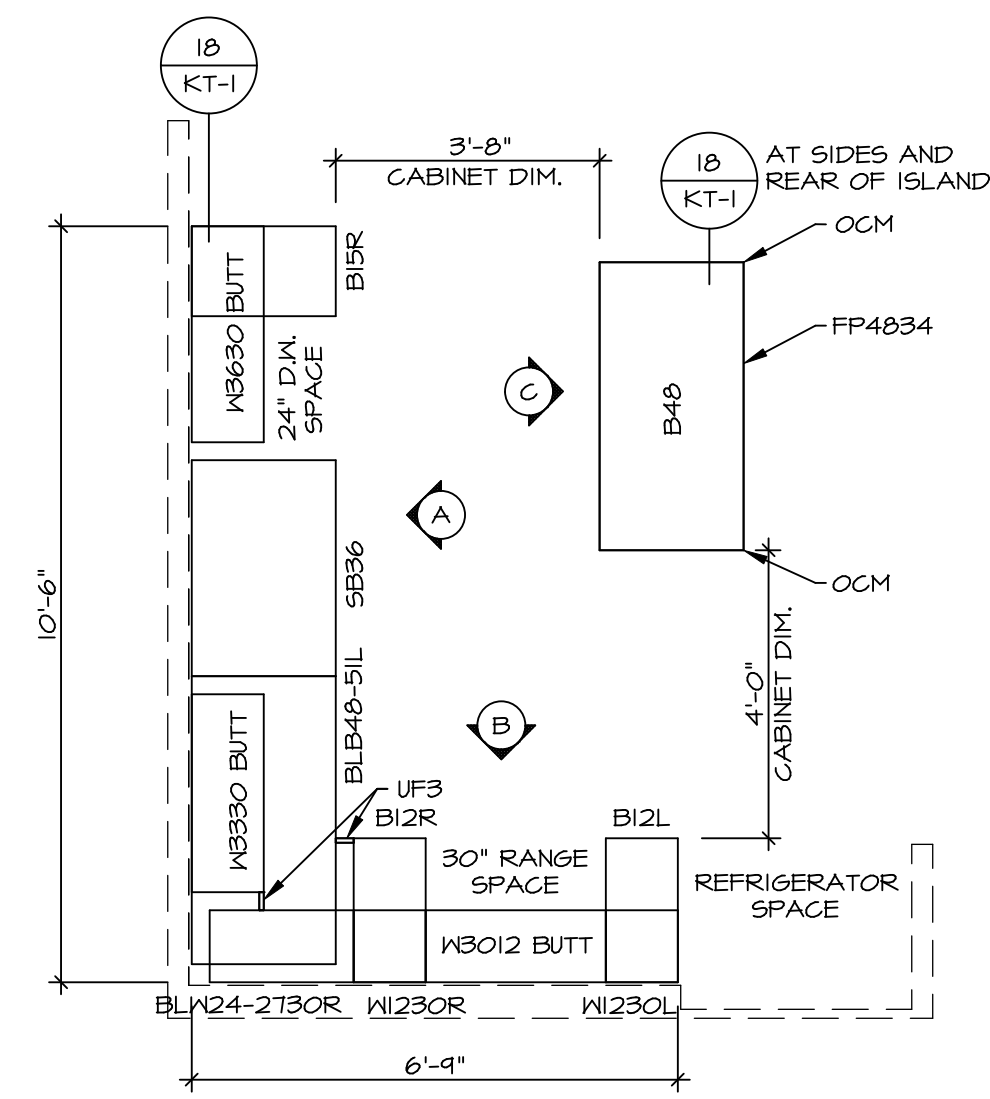 18
KT-1
3'-8"
CABINET DIM.
18
KT-1
AT SIDES AND
REAR OF ISLAND
OCM
B15R
W3630 BUTT
24" D.W.
SPACE
FP4834
C
B48
A
10'-6"
SB36
OCM
4'-0"
CABINET DIM.
BLB48-51L
B
W3330 BUTT
UF3
B12R
B12L
30" RANGE
SPACE
REFRIGERATOR
SPACE
W3012 BUTT
BLW24-2730R
W1230R
W1230L
6'-9"